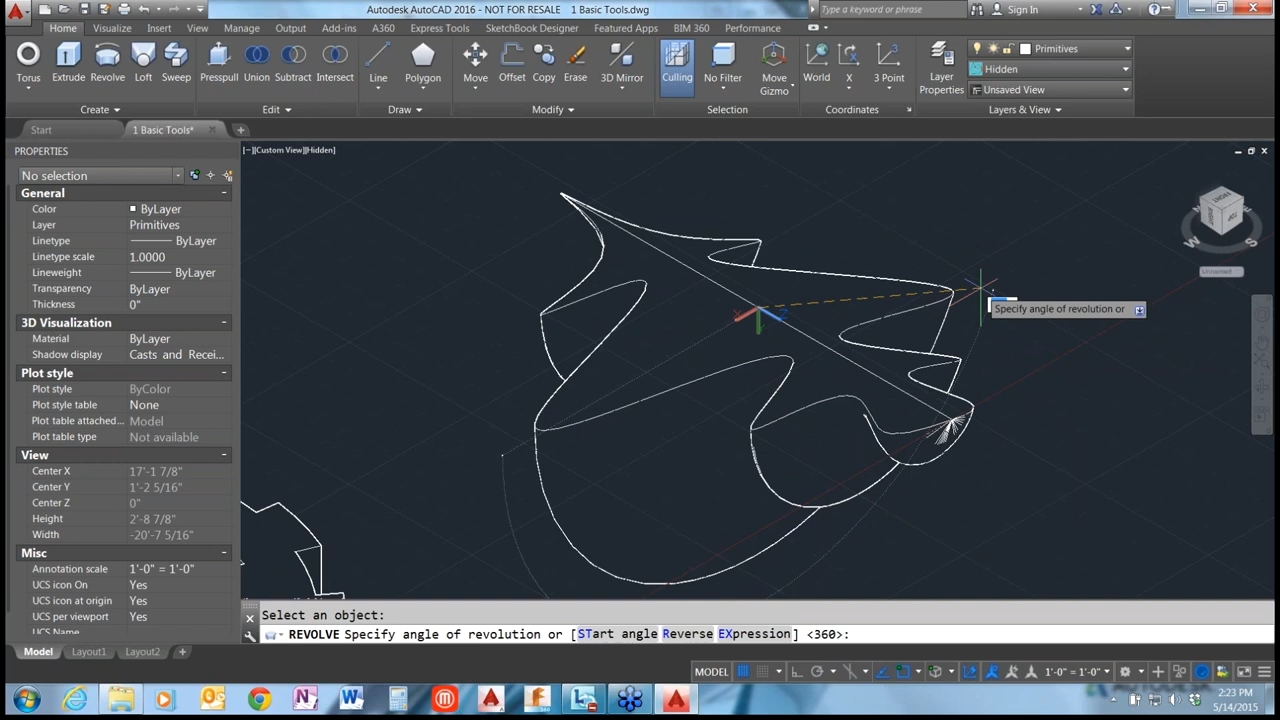 Autodesk AutoCAD 2016 - NOT FOR RESALE 1 Basic Tools.dwg
Type a keyword or phrase
Sign In
Home Visualize Insert View Manage Output Add-ins A360 Express Tools SketchBook Designer Featured Apps BIM 360 Performance
Torus Extrude Revolve Loft Sweep Presspull Union Subtract Intersect Line Polygon Move Offset Copy Erase 3D Mirror Culling No Filter Move Gizmo World X 3 Point Layer Properties
Primitives
Hidden
Unsaved View
Create Edit Draw Modify Selection Coordinates Layers & View
Start 1 Basic Tools*
PROPERTIES
[−][Custom View][Hidden]
No selection
General
Color ByLayer
Layer Primitives
Linetype ByLayer
Linetype scale 1.0000
Lineweight ByLayer
Transparency ByLayer
Thickness 0"
3D Visualization
Material ByLayer
Shadow display Casts and Recei...
Plot style
Plot style ByColor
Plot style table None
Plot table attached... Model
Plot table type Not available
View
Center X 17'-1 7/8"
Center Y 1'-2 5/16"
Center Z 0"
Height 2'-8 7/8"
Width -20'-7 5/16"
Misc
Annotation scale 1'-0" = 1'-0"
UCS icon On Yes
UCS icon at origin Yes
UCS per viewport Yes
UCS Name
W S
Unnamed
X Z
Specify angle of revolution or
Select an object:
REVOLVE Specify angle of revolution or [STart angle Reverse EXpression] <360>:
Model Layout1 Layout2
MODEL 1'-0" = 1'-0"
2:23 PM
5/14/2015